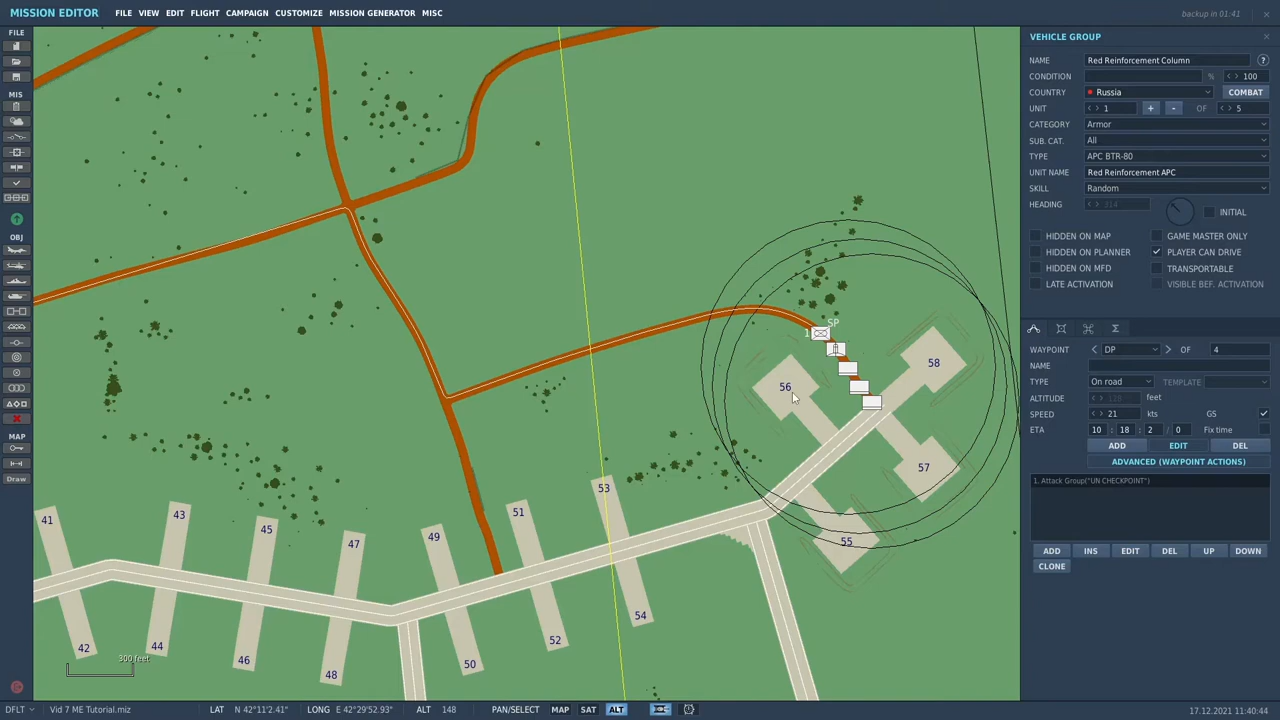 MISSION EDITOR FILE VIEW EDIT FLIGHT CAMPAIGN CUSTOMIZE MISSION GENERATOR MISC backup in 01:41
FILE
MIS
OBJ
MAP
Draw
VEHICLE GROUP
NAME Red Reinforcement Column ?
CONDITION % 100
COUNTRY Russia COMBAT
UNIT 1 + - OF 5
CATEGORY Armor
SUB. CAT. All
TYPE APC BTR-80
UNIT NAME Red Reinforcement APC
SKILL Random
HEADING 314 INITIAL
HIDDEN ON MAP GAME MASTER ONLY
HIDDEN ON PLANNER PLAYER CAN DRIVE
HIDDEN ON MFD TRANSPORTABLE
LATE ACTIVATION VISIBLE BEF. ACTIVATION
WAYPOINT DP OF 4
NAME
TYPE On road TEMPLATE
ALTITUDE feet
SPEED 21 kts GS
ETA 10 : 18 : 2 / 0 Fix time
ADD EDIT DEL
ADVANCED (WAYPOINT ACTIONS)
1. Attack Group("UN CHECKPOINT")
ADD INS EDIT DEL UP DOWN
CLONE
SP
1
58
56
57
55
53
51
49
47
45
43
41
54
52
50
48
46
44
42
300 feet
DFLT Vid 7 ME Tutorial.miz LAT N 42°11'2.41" LONG E 42°29'52.93" ALT 148 PAN/SELECT MAP SAT ALT 17.12.2021 11:40:44